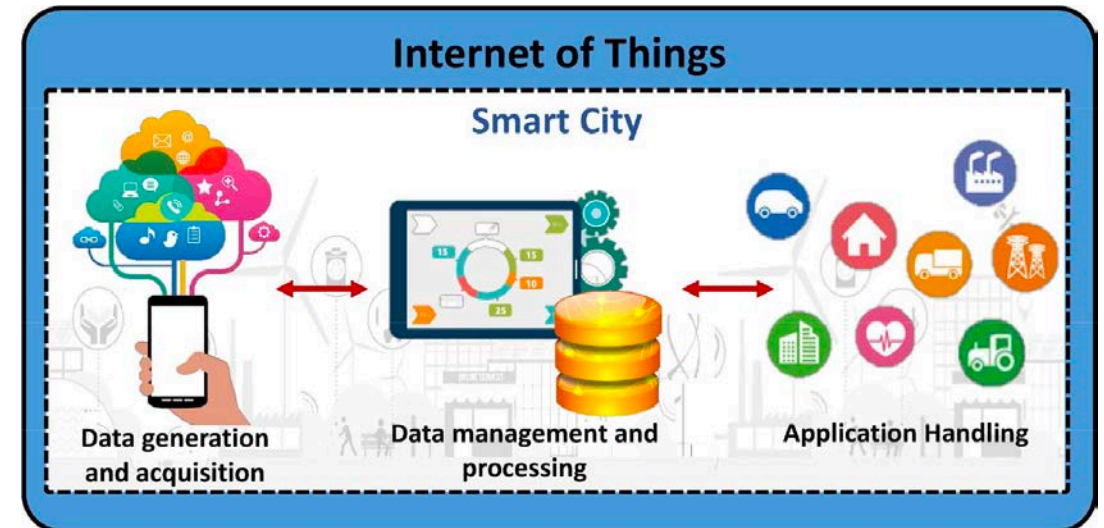 Internet of Things
Smart City
15
15
10
25
Data generation
and acquisition
Data management and
processing
Application Handling